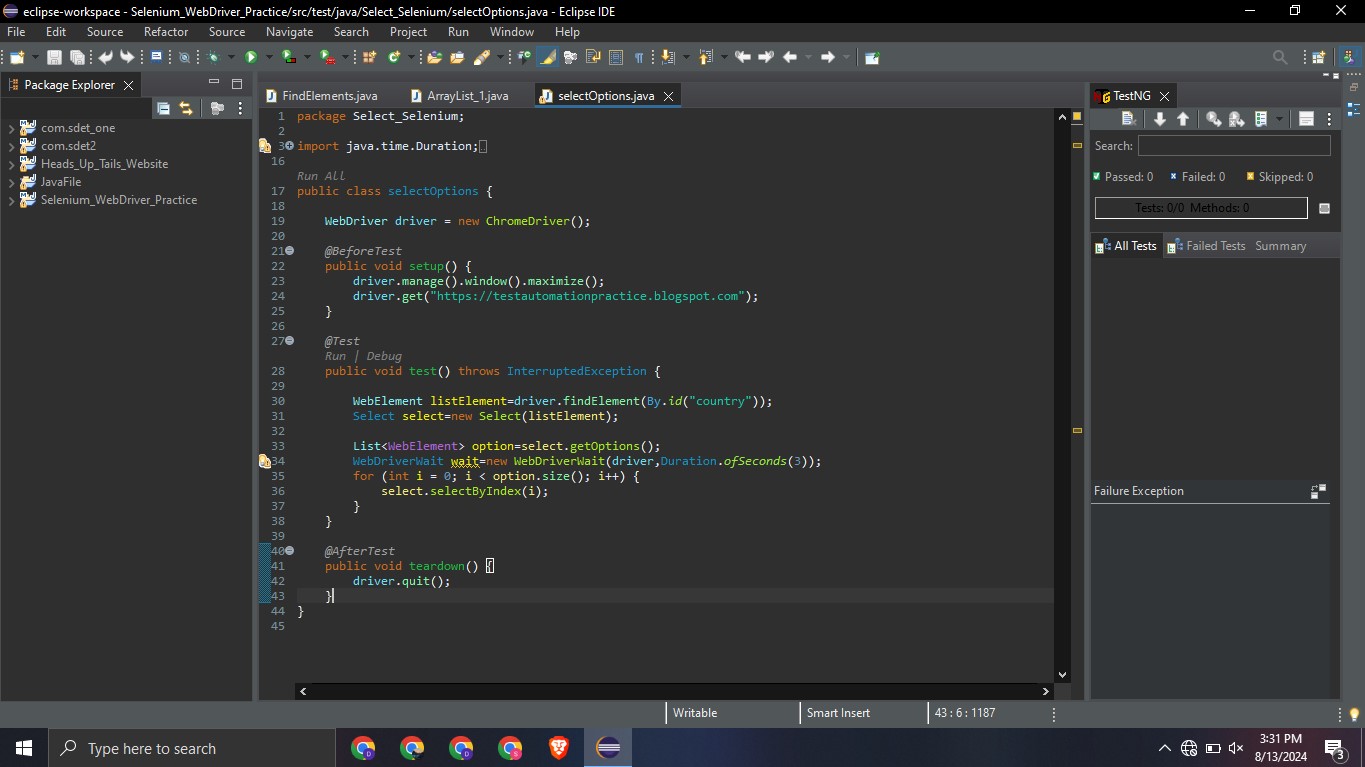 eclipse-workspace - Selenium_WebDriver_Practice/src/test/java/Select_Selenium/selectOptions.java - Eclipse IDE
File Edit Source Refactor Source Navigate Search Project Run Window Help
Package Explorer
com.sdet_one
com.sdet2
Heads_Up_Tails_Website
JavaFile
Selenium_WebDriver_Practice
FindElements.java ArrayList_1.java selectOptions.java
1 package Select_Selenium;
2
3 import java.time.Duration;
16
Run All
17 public class selectOptions {
18
19 WebDriver driver = new ChromeDriver();
20
21 @BeforeTest
22 public void setup() {
23 driver.manage().window().maximize();
24 driver.get("https://testautomationpractice.blogspot.com");
25 }
26
27 @Test
Run | Debug
28 public void test() throws InterruptedException {
29
30 WebElement listElement=driver.findElement(By.id("country"));
31 Select select=new Select(listElement);
32
33 List<WebElement> option=select.getOptions();
34 WebDriverWait wait=new WebDriverWait(driver,Duration.ofSeconds(3));
35 for (int i = 0; i < option.size(); i++) {
36 select.selectByIndex(i);
37 }
38 }
39
40 @AfterTest
41 public void teardown() {
42 driver.quit();
43 }
44 }
45
TestNG
Search:
Passed: 0 Failed: 0 Skipped: 0
Tests: 0/0 Methods: 0
All Tests Failed Tests Summary
Failure Exception
Writable Smart Insert 43 : 6 : 1187
Type here to search
3:31 PM
8/13/2024
3